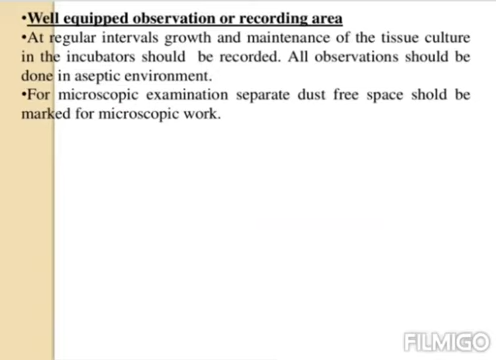 •Well equipped observation or recording area
•At regular intervals growth and maintenance of the tissue culture
in the incubators should be recorded. All observations should be
done in aseptic environment.
•For microscopic examination separate dust free space shold be
marked for microscopic work.
FILMIGO